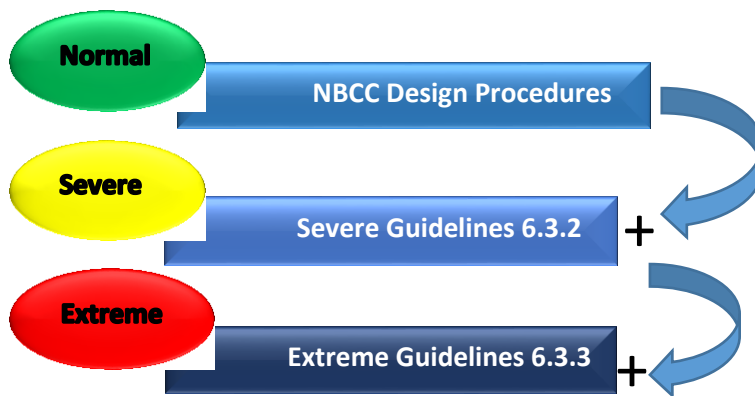 Normal
NBCC Design Procedures
Severe
Severe Guidelines 6.3.2 +
Extreme
Extreme Guidelines 6.3.3 +